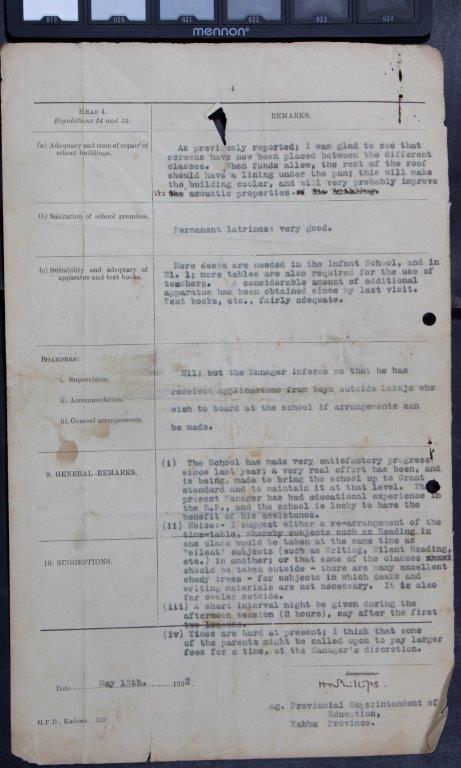 019 020 021 022 023 024
mennon
4
HEAD 4.
Regulations 34 and 35:
REMARKS.
(a) Adequacy and state of repair of
school buildings.
As previously reported; I was glad to see that
screens have now been placed between the different
classes. When funds allow, the rest of the roof
should have a lining under the pan; this will make
the building cooler, and will very probably improve
its acoustic properties
(b) Sanitation of school premises.
Permanent latrines: very good.
(c) Suitability and adequacy of
apparatus and text books.
More desks are needed in the Infant School, and in
El. 1; more tables are also required for the use of
teachers. A considerable amount of additional
apparatus has been obtained since my last visit.
Text books, etc., fairly adequate.
BOARDERS:
i. Supervision.
ii. Accommodation.
iii. General arrangements.
Nil; but the Manager informs me that he has
received applications from boys outside Lokoja who
wish to board at the school if arrangements can
be made.
9. GENERAL REMARKS.
(i) The School has made very satisfactory progress
since last year; a very real effort has been, and
is being, made to bring the school up to Grant
standard and to maintain it at that level. The
present Manager has had educational experience in
the S.P., and the school is lucky to have the
benefit of his assistance.
10. SUGGESTIONS.
(ii) Noise:- I suggest either a re-arrangement of the
time-table, whereby subjects such as Reading in
one class would be taken at the same time as
"silent" subjects (such as Writing, Silent Reading,
etc.) in another; or that some of the classes
should be taken outside - there are many excellent
shady trees - for subjects in which desks and
writing materials are not necessary. It is also
far cooler outside.
(iii) A short interval might be given during the
afternoon session (2 hours), say after the first
two lessons.
(iv) Times are hard at present; I think that some
of the parents might be called upon to pay larger
fees for a time, at the Manager's discretion.
Date May 18th. 1932.
Inspector.
HM Phillips.
Ag. Provincial Superintendent of
Education,
Kabba Province.
G.P.D., Kaduna.